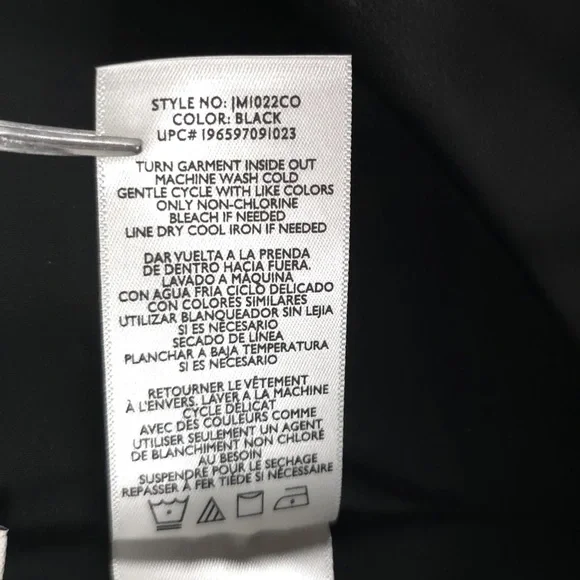 STYLE NO: JM1022CO
COLOR: BLACK
UPC# 196597091023
TURN GARMENT INSIDE OUT
MACHINE WASH COLD
GENTLE CYCLE WITH LIKE COLORS
ONLY NON-CHLORINE
BLEACH IF NEEDED
LINE DRY COOL IRON IF NEEDED
DAR VUELTA A LA PRENDA
DE DENTRO HACIA FUERA.
LAVADO A MÁQUINA
CON AGUA FRIA CICLO DELICADO
CON COLORES SIMILARES
UTILIZAR BLANQUEADOR SIN LEJIA
SI ES NECESARIO
SECADO DE LÍNEA
PLANCHAR A BAJA TEMPERATURA
SI ES NECESARIO
RETOURNER LE VÊTEMENT
À L'ENVERS. LAVER A LA MACHINE
CYCLE DÉLICAT
AVEC DES COULEURS COMME
UTILISER SEULEMENT UN AGENT
DE BLANCHIMENT NON CHLORÉ
AU BESOIN
SUSPENDRE POUR LE SECHAGE
REPASSER À FER TIÈDE SI NÉCESSAIRE